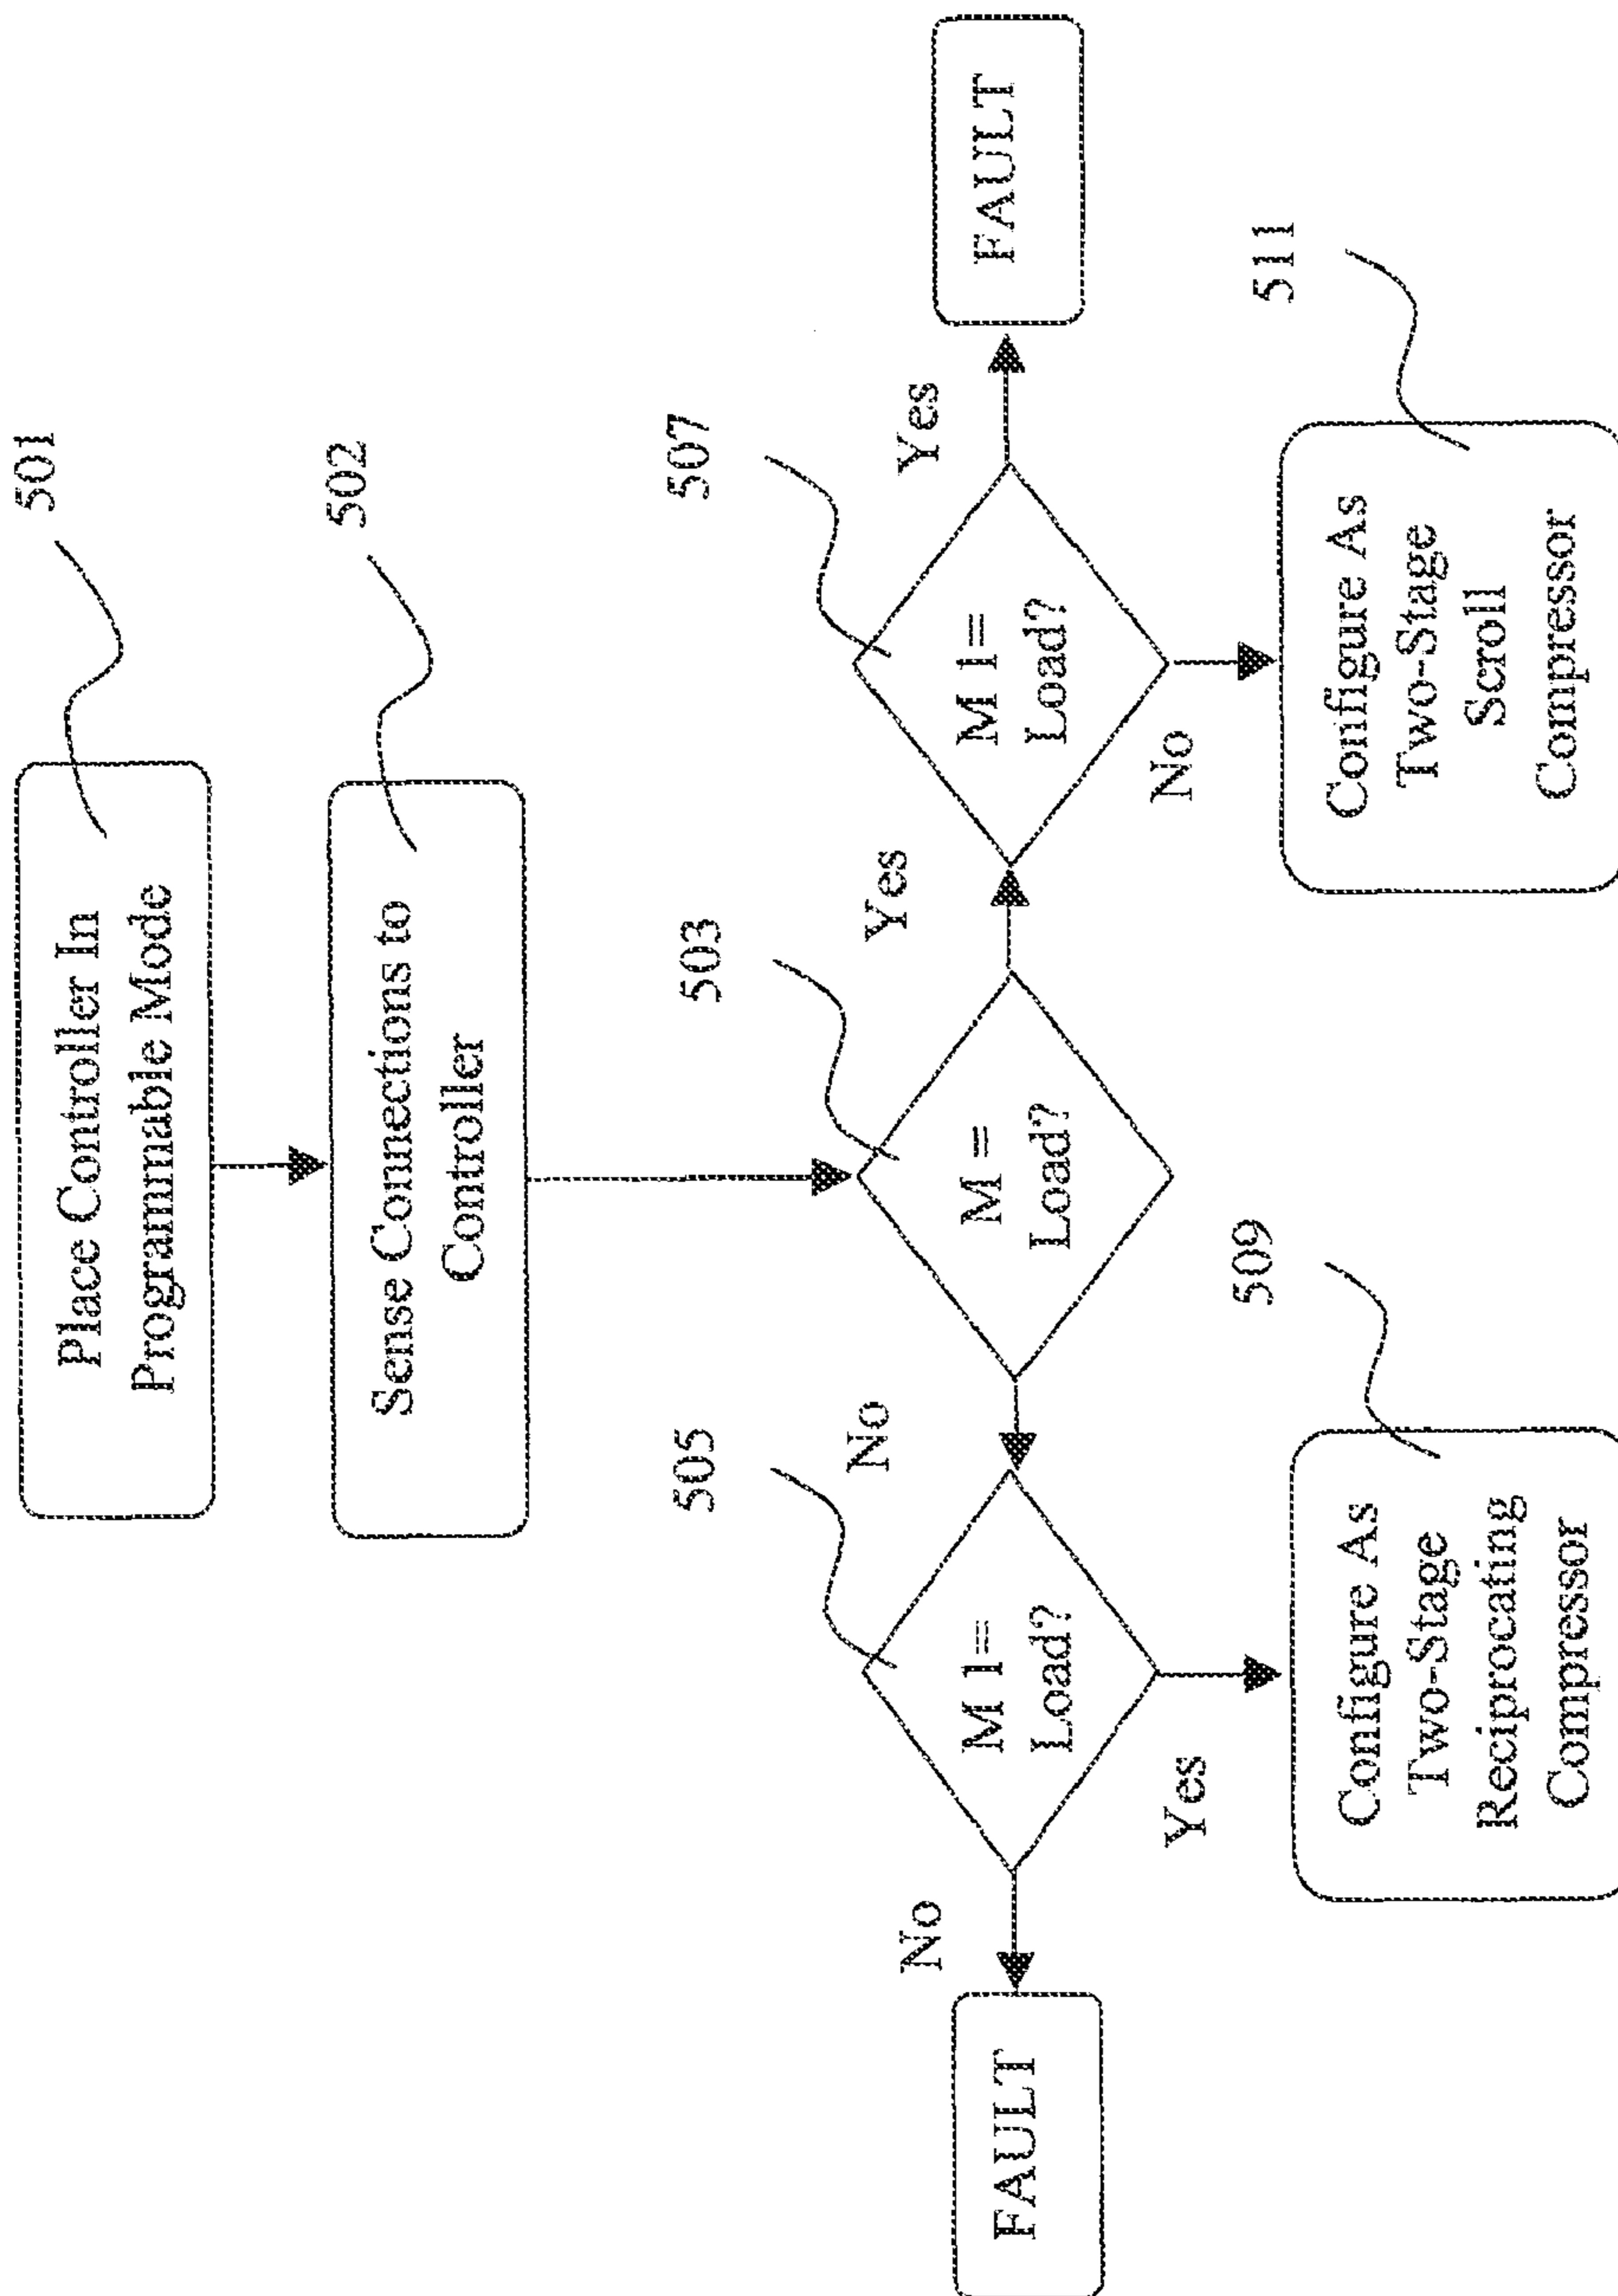 501
Place Controller In
Programmable Mode
502
Sense Connections to
Controller
503
M =
Load?
No
Yes
505
M 1=
Load?
No
FAULT
Yes
509
Configure As
Two-Stage
Reciprocating
Compressor
507
M 1=
Load?
Yes
FAULT
No
511
Configure As
Two-Stage
Scroll
Compressor